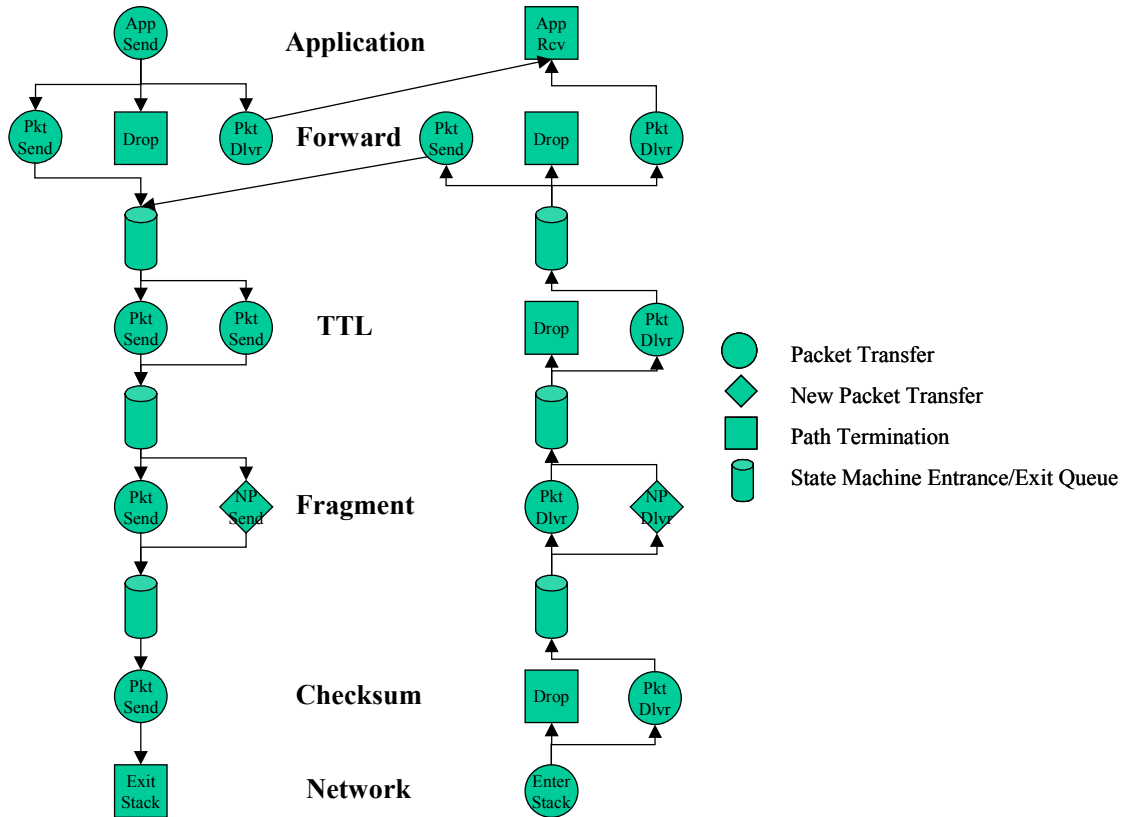 App
Send
Application
App
Rcv
Pkt
Send
Drop
Pkt
Dlvr
Forward
Pkt
Send
Drop
Pkt
Dlvr
Pkt
Send
Pkt
Send
TTL
Drop
Pkt
Dlvr
Packet Transfer
New Packet Transfer
Path Termination
State Machine Entrance/Exit Queue
Pkt
Send
NP
Send
Fragment
Pkt
Dlvr
NP
Dlvr
Pkt
Send
Checksum
Drop
Pkt
Dlvr
Exit
Stack
Network
Enter
Stack